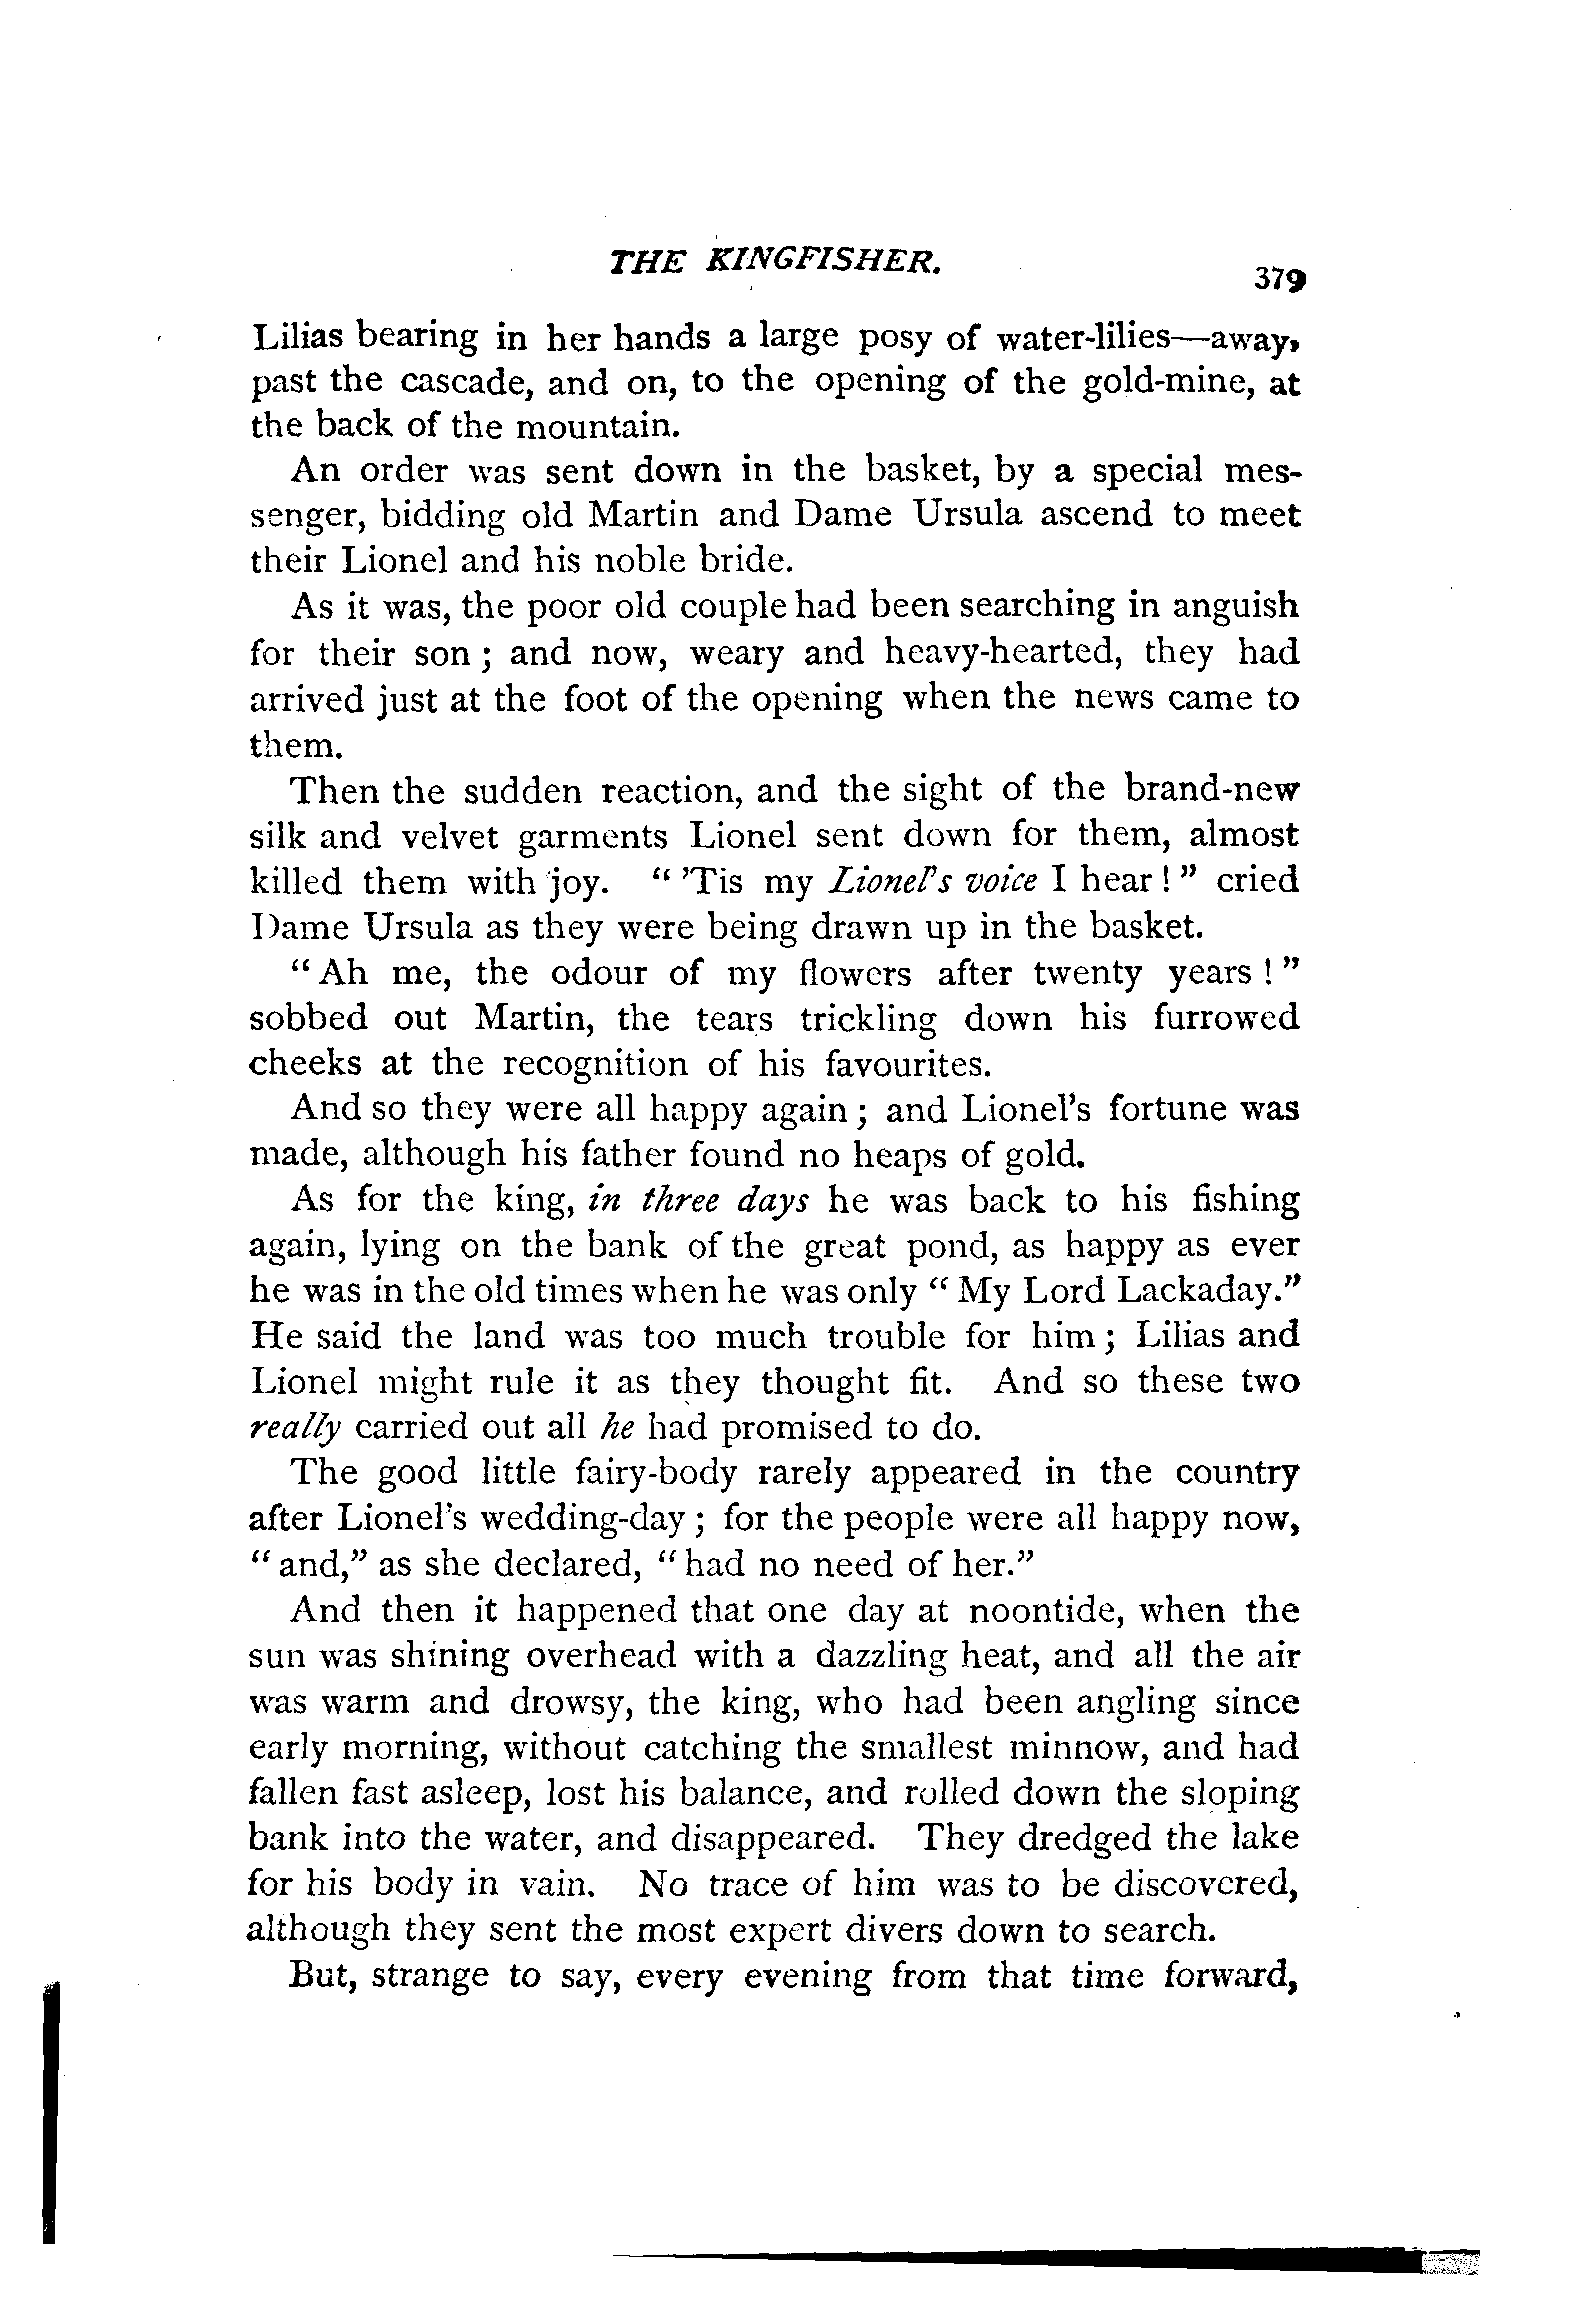 THE KINGFISHER.
379
Lilias bearing in her hands a large posy of water-lilies—away,
past the cascade, and on, to the opening of the gold-mine, at
the back of the mountain.
An order was sent down in the basket, by a special mes-
senger, bidding old Martin and Dame Ursula ascend to meet
their Lionel and his noble bride.
As it was, the poor old couple had been searching in anguish
for their son ; and now, weary and heavy-hearted, they had
arrived just at the foot of the opening when the news came to
them.
Then the sudden reaction, and the sight of the brand-new
silk and velvet garments Lionel sent down for them, almost
killed them with joy. “ ’Tis my Lionel’s voice I hear ! ” cried
Dame Ursula as they were being drawn up in the basket.
“ Ah me, the odour of my flowers after twenty years ! ”
sobbed out Martin, the tears trickling down his furrowed
cheeks at the recognition of his favourites.
And so they were all happy again ; and Lionel’s fortune was
made, although his father found no heaps of gold.
As for the king, in three days he was back to his fishing
again, lying on the bank of the great pond, as happy as ever
he was in the old times when he was only “ My Lord Lackaday.”
He said the land was too much trouble for him ; Lilias and
Lionel might rule it as they thought fit. And so these two
really carried out all he had promised to do.
The good little fairy-body rarely appeared in the country
after Lionel’s wedding-day ; for the people were all happy now,
“ and,” as she declared, “ had no need of her.”
And then it happened that one day at noontide, when the
sun was shining overhead with a dazzling heat, and all the air
was warm and drowsy, the king, who had been angling since
early morning, without catching the smallest minnow, and had
fallen fast asleep, lost his balance, and rolled down the sloping
bank into the water, and disappeared. They dredged the lake
for his body in vain. No trace of him was to be discovered,
although they sent the most expert divers down to search.
But, strange to say, every evening from that time forward,